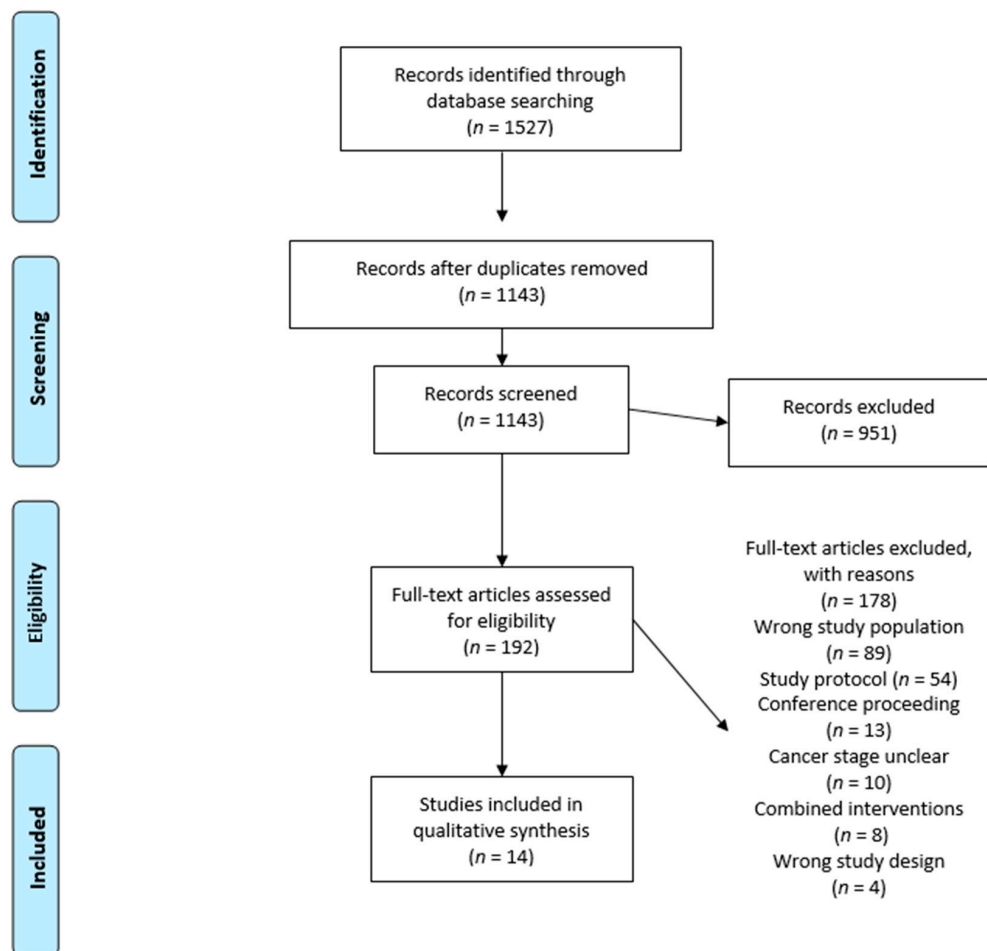 Identification
Records identified through
database searching
(n = 1527)
Screening
Records after duplicates removed
(n = 1143)
Records screened
(n = 1143)
Records excluded
(n = 951)
Eligibility
Full-text articles assessed
for eligibility
(n = 192)
Full-text articles excluded,
with reasons
(n = 178)
Wrong study population
(n = 89)
Study protocol (n = 54)
Conference proceeding
(n = 13)
Cancer stage unclear
(n = 10)
Combined interventions
(n = 8)
Wrong study design
(n = 4)
Included
Studies included in
qualitative synthesis
(n = 14)